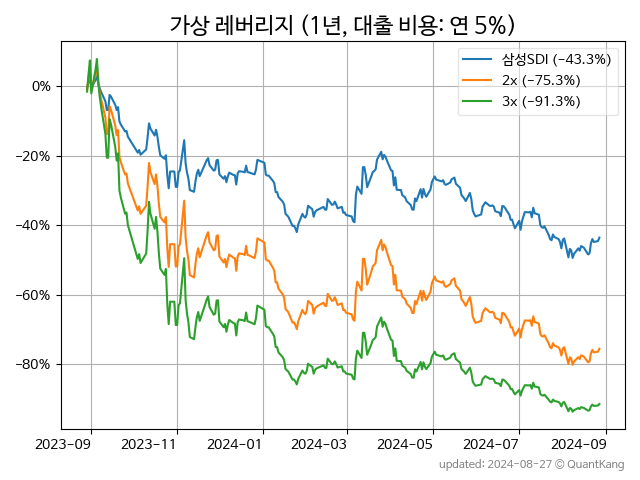 가상 레버리지 (1년, 대출 비용: 연 5%)
삼성SDI (−43.3%)
2x (−75.3%)
3x (−91.3%)
0%
−20%
−40%
−60%
−80%
2023-09 2023-11 2024-01 2024-03 2024-05 2024-07 2024-09
updated: 2024-08-27 ⓒ QuantKang